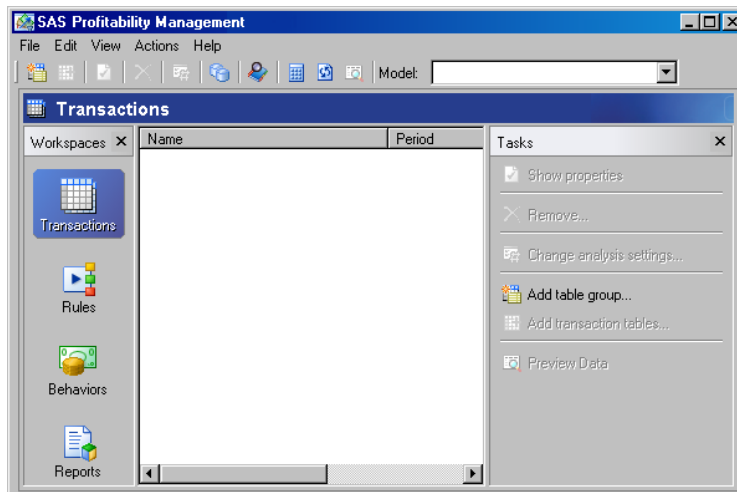 SAS Profitability Management
File Edit View Actions Help
Model:
Transactions
Workspaces
Transactions
Rules
Behaviors
Reports
Name Period
Tasks
Show properties
Remove...
Change analysis settings...
Add table group...
Add transaction tables...
Preview Data